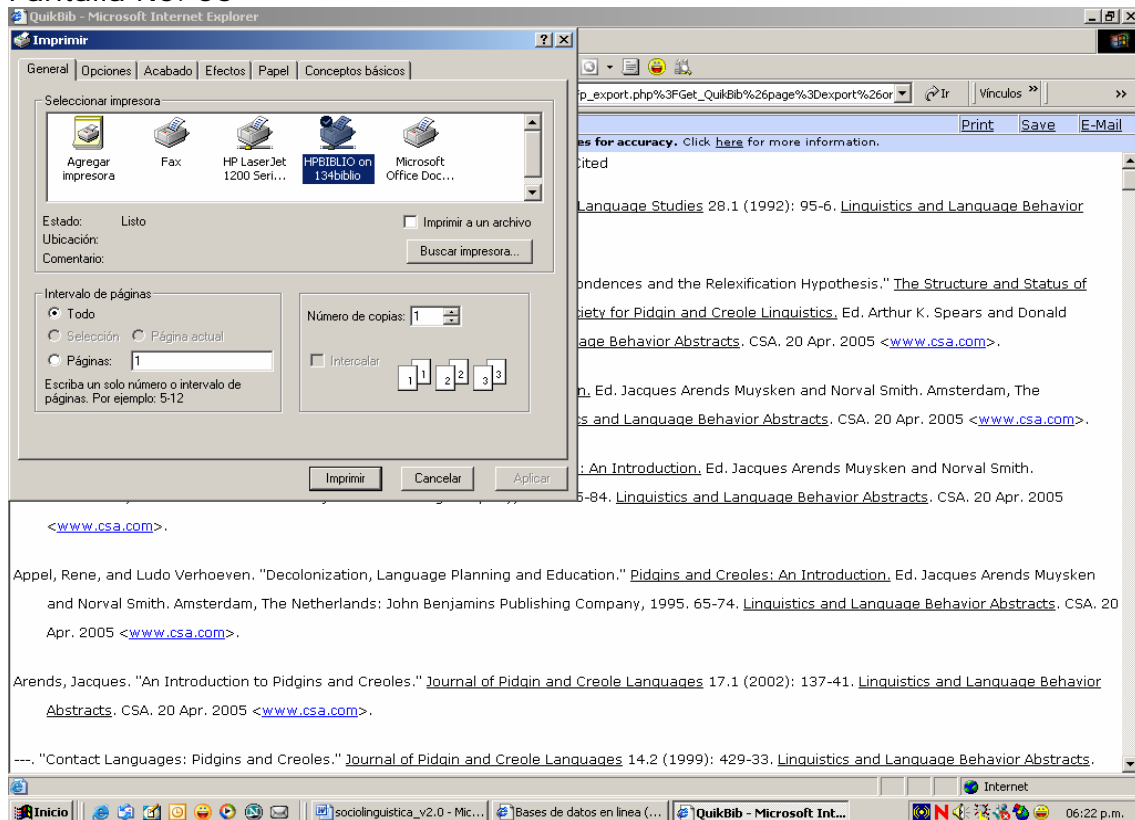 QuikBib - Microsoft Internet Explorer
Imprimir
General Opciones Acabado Efectos Papel Conceptos básicos
Seleccionar impresora
Agregar impresora
Fax
HP LaserJet 1200 Seri...
HPBIBLIO on 134biblio
Microsoft Office Doc...
Estado: Listo
Ubicación:
Comentario:
Imprimir a un archivo
Buscar impresora...
Intervalo de páginas
Todo
Selección Página actual
Páginas: 1
Escriba un solo número o intervalo de
páginas. Por ejemplo: 5-12
Número de copias: 1
Intercalar
1 1 2 2 3 3
Imprimir Cancelar Aplicar
fp_export.php%3FGet_QuikBib%26page%3Dexport%26or Ir Vínculos »
Print Save E-Mail
es for accuracy. Click here for more information.
Cited
Language Studies 28.1 (1992): 95-6. Linguistics and Language Behavior
ondences and the Relexification Hypothesis." The Structure and Status of
ciety for Pidgin and Creole Linguistics. Ed. Arthur K. Spears and Donald
age Behavior Abstracts. CSA. 20 Apr. 2005 <www.csa.com>.
n. Ed. Jacques Arends Muysken and Norval Smith. Amsterdam, The
cs and Language Behavior Abstracts. CSA. 20 Apr. 2005 <www.csa.com>.
: An Introduction. Ed. Jacques Arends Muysken and Norval Smith.
5-84. Linguistics and Language Behavior Abstracts. CSA. 20 Apr. 2005
<www.csa.com>.
Appel, Rene, and Ludo Verhoeven. "Decolonization, Language Planning and Education." Pidgins and Creoles: An Introduction. Ed. Jacques Arends Muysken
and Norval Smith. Amsterdam, The Netherlands: John Benjamins Publishing Company, 1995. 65-74. Linguistics and Language Behavior Abstracts. CSA. 20
Apr. 2005 <www.csa.com>.
Arends, Jacques. "An Introduction to Pidgins and Creoles." Journal of Pidgin and Creole Languages 17.1 (2002): 137-41. Linguistics and Language Behavior
Abstracts. CSA. 20 Apr. 2005 <www.csa.com>.
---. "Contact Languages: Pidgins and Creoles." Journal of Pidgin and Creole Languages 14.2 (1999): 429-33. Linguistics and Language Behavior Abstracts.
Internet
Inicio sociolinguistica_v2.0 - Mic... Bases de datos en linea (... QuikBib - Microsoft Int... 06:22 p.m.